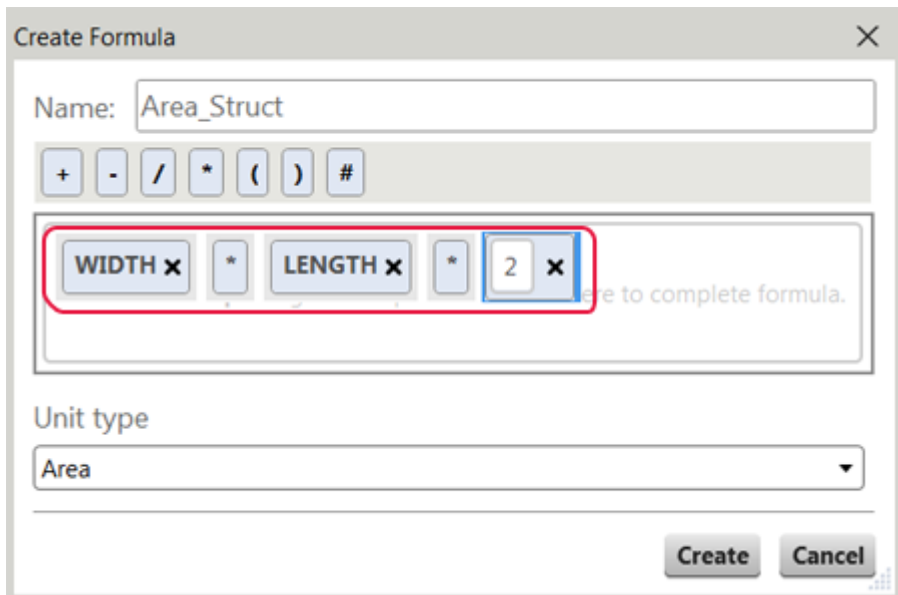 Create Formula
Name: Area_Struct
+ - / * ( ) #
WIDTH × * LENGTH × * 2 ×
ere to complete formula.
Unit type
Area
Create Cancel